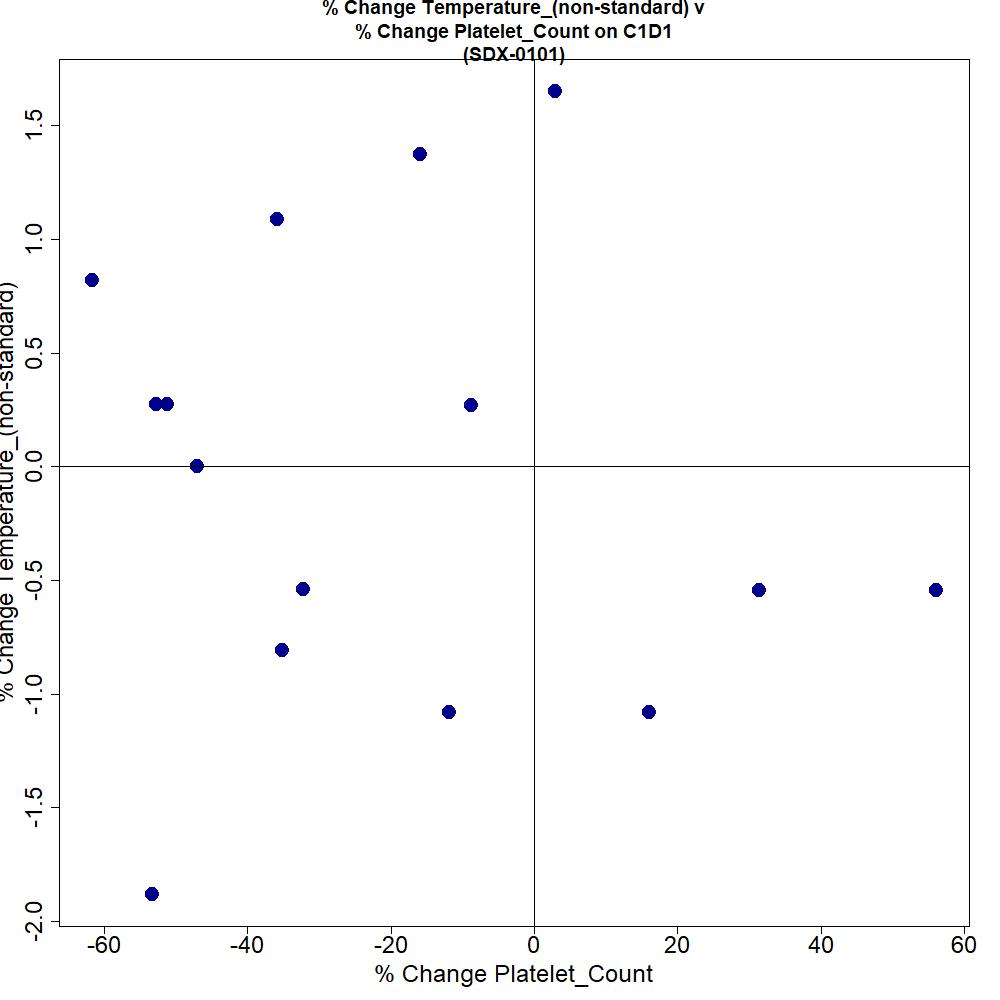 % Change Temperature_(non-standard) v
% Change Platelet_Count on C1D1
(SDX-0101)
% Change Temperature_(non-standard)
1.5
1.0
0.5
0.0
-0.5
-1.0
-1.5
-2.0
-60 -40 -20 0 20 40 60
% Change Platelet_Count